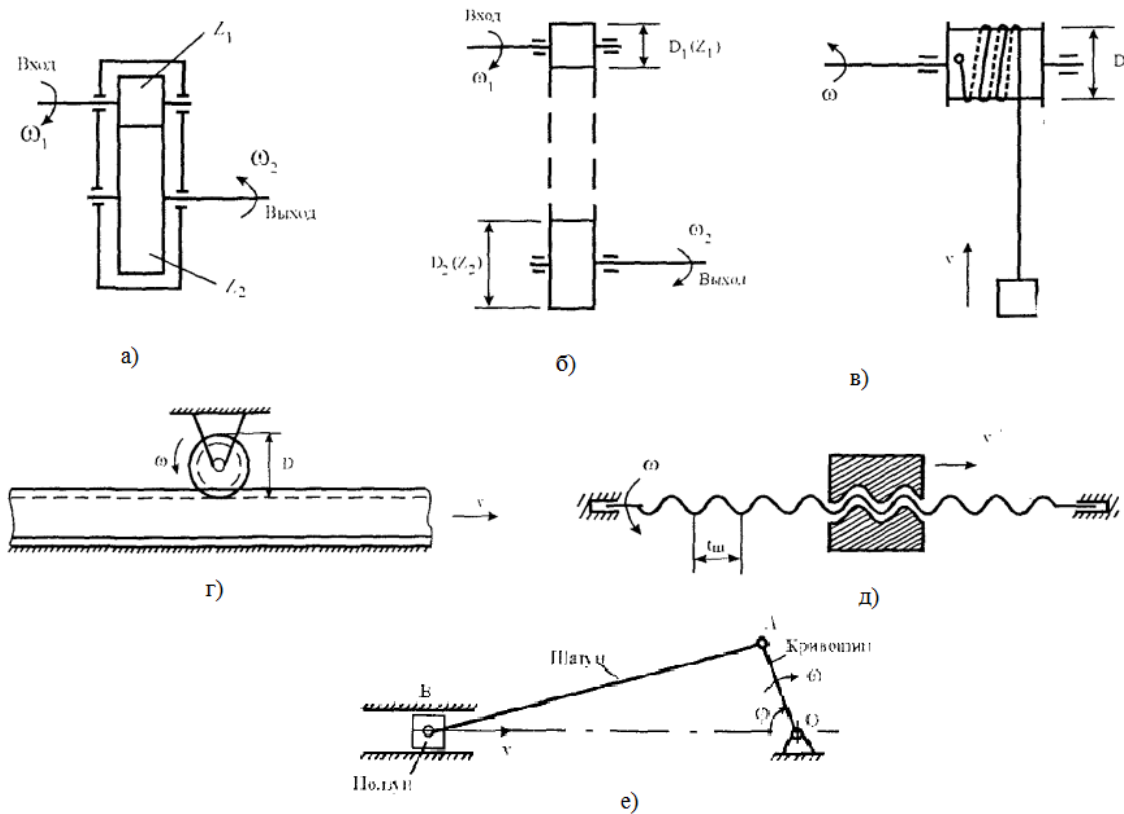 Z₁
Вход
ω₁
ω₂
Выход
Z₂
а)
Вход
ω₁
D₁(Z₁)
D₂(Z₂)
ω₂
Выход
б)
ω
D
v
в)
ω
D
v
г)
ω
v
tш
д)
A
Шатун
Кривошип
ω
B
φ
O
v
Ползун
е)